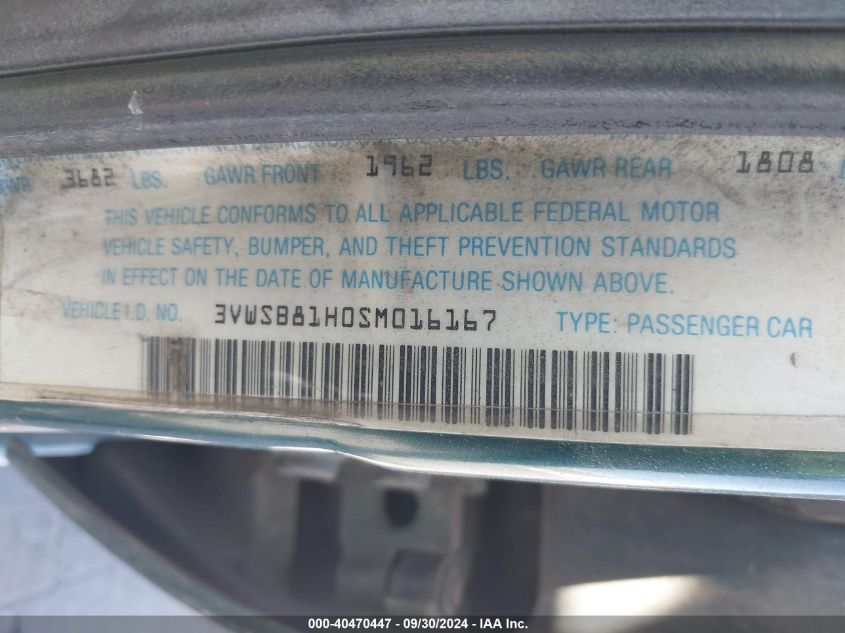 3682 LBS. GAWR FRONT 1962 LBS. GAWR REAR 1808
THIS VEHICLE CONFORMS TO ALL APPLICABLE FEDERAL MOTOR
VEHICLE SAFETY, BUMPER, AND THEFT PREVENTION STANDARDS
IN EFFECT ON THE DATE OF MANUFACTURE SHOWN ABOVE.
VEHICLE I.D. NO. 3VWSB81H0SM016167 TYPE: PASSENGER CAR
000-40470447 - 09/30/2024 - IAA Inc.